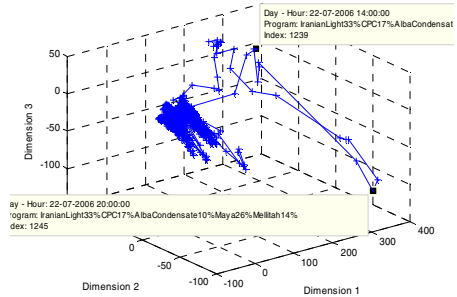 Day - Hour: 22-07-2006 14:00:00
Program: IranianLight33%CPC17%AlbaCondensat
Index: 1239
50
0
-50
-100
Dimension 3
ay - Hour: 22-07-2006 20:00:00
rogram: IranianLight33%CPC17%AlbaCondensate10%Maya26%Mellitah14%
dex: 1245
0
-50
-100
Dimension 2
-100
0
100
200
300
400
Dimension 1